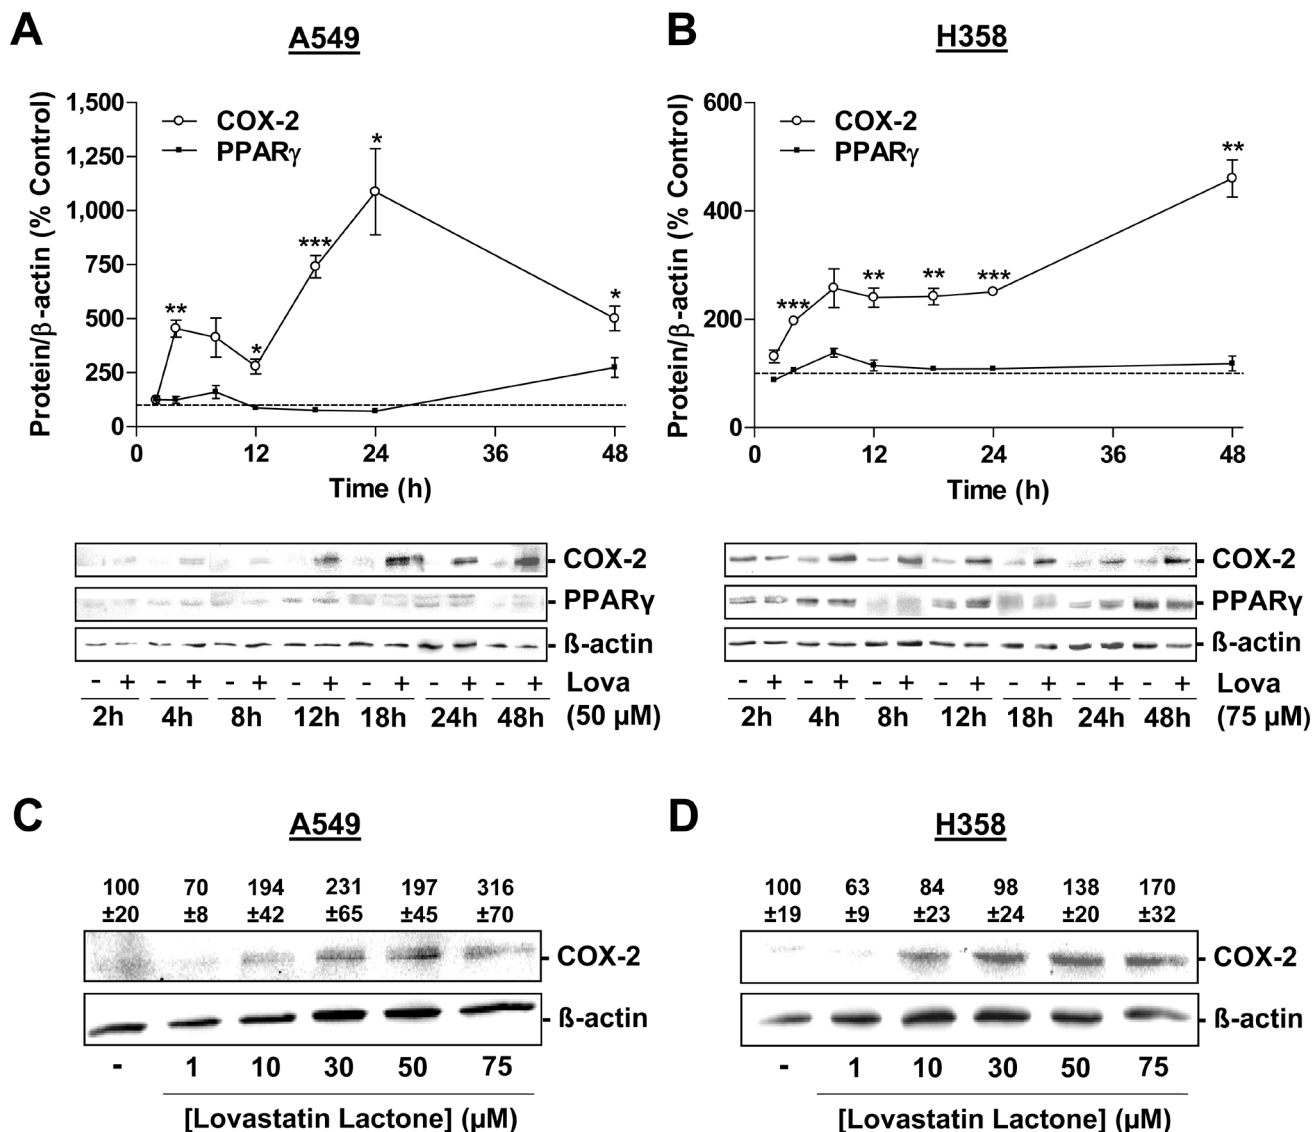 A
A549
Protein/β-actin (% Control)
1,500
1,250
1,000
750
500
250
0
COX-2
PPARγ
** * *** * *
0 12 24 36 48
Time (h)
B
H358
Protein/β-actin (% Control)
600
400
200
0
COX-2
PPARγ
*** ** ** *** **
0 12 24 36 48
Time (h)
- COX-2
- PPARγ
- ß-actin
- + - + - + - + - + - + - + Lova
2h 4h 8h 12h 18h 24h 48h (50 µM)
- COX-2
- PPARγ
- ß-actin
- + - + - + - + - + - + - + Lova
2h 4h 8h 12h 18h 24h 48h (75 µM)
C
A549
100 70 194 231 197 316
±20 ±8 ±42 ±65 ±45 ±70
- COX-2
- ß-actin
- 1 10 30 50 75
[Lovastatin Lactone] (µM)
D
H358
100 63 84 98 138 170
±19 ±9 ±23 ±24 ±20 ±32
- COX-2
- ß-actin
- 1 10 30 50 75
[Lovastatin Lactone] (µM)